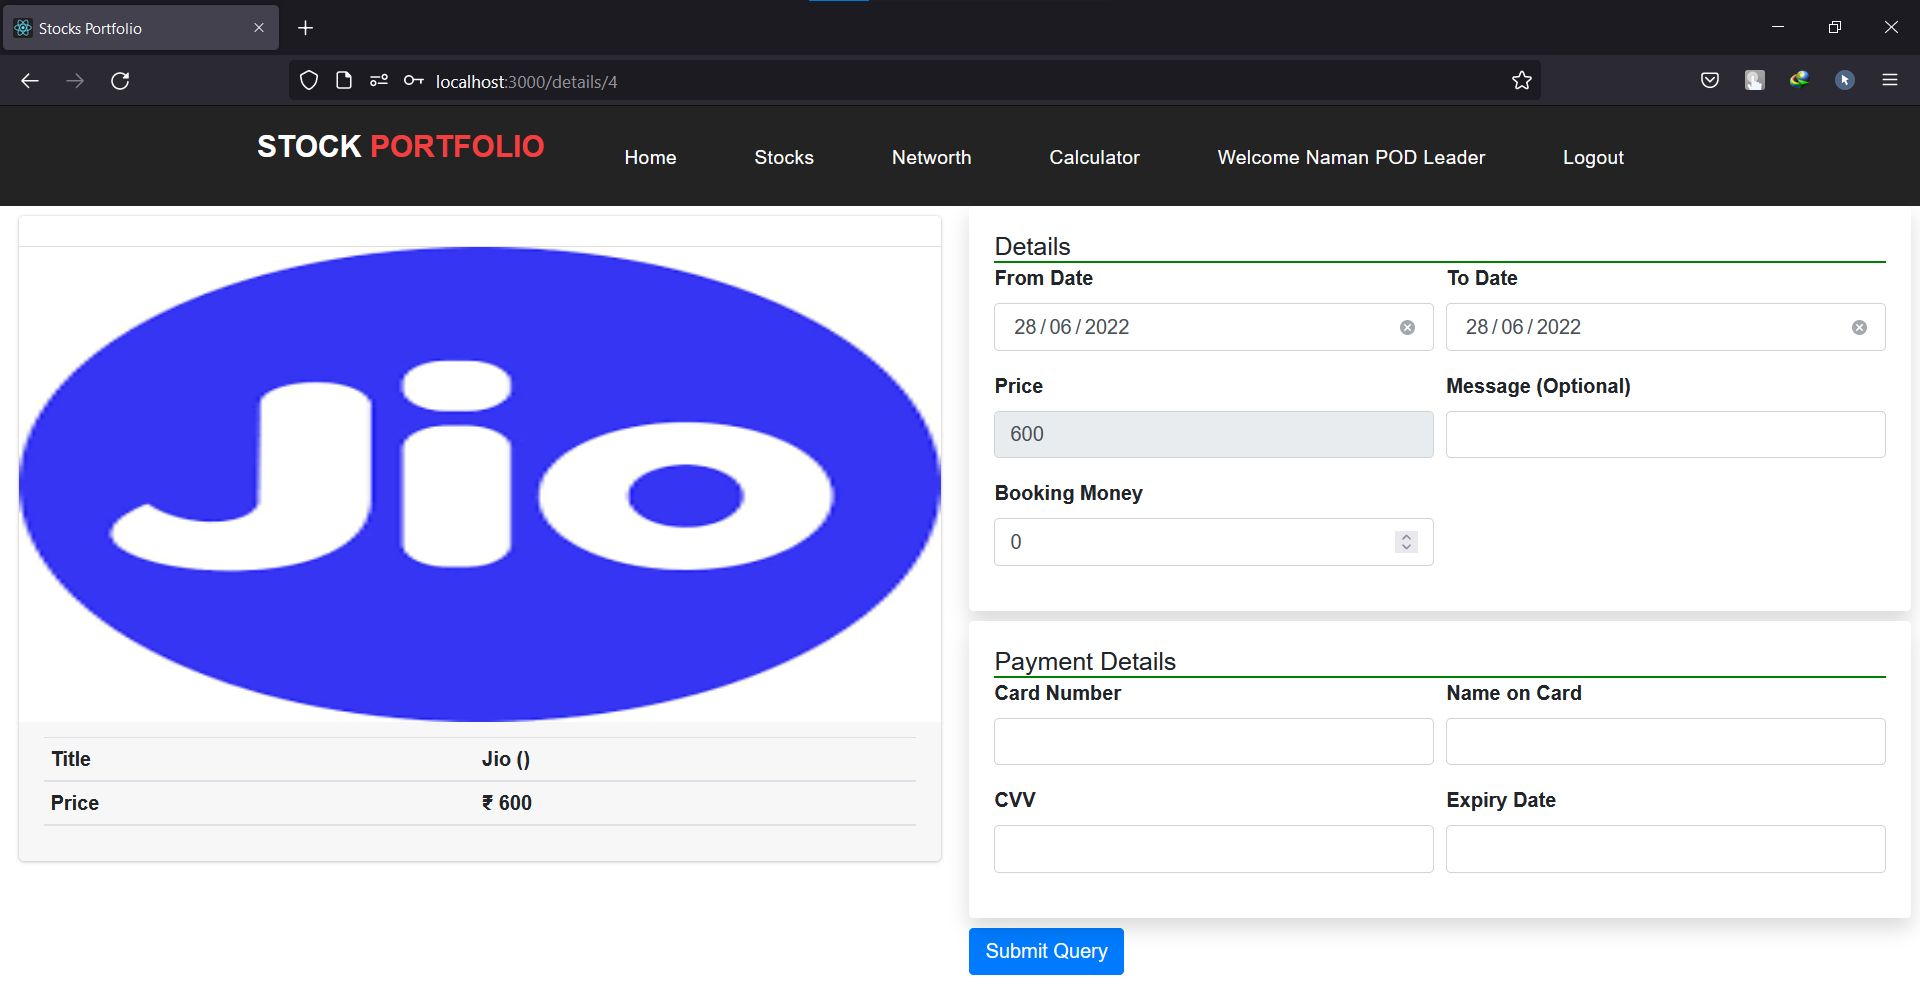 Stocks Portfolio
localhost:3000/details/4
STOCK PORTFOLIO
Home
Stocks
Networth
Calculator
Welcome Naman POD Leader
Logout
Jio
Title
Jio ()
Price
₹ 600
Details
From Date
To Date
28/06/2022
28/06/2022
Price
Message (Optional)
600
Booking Money
0
Payment Details
Card Number
Name on Card
CVV
Expiry Date
Submit Query